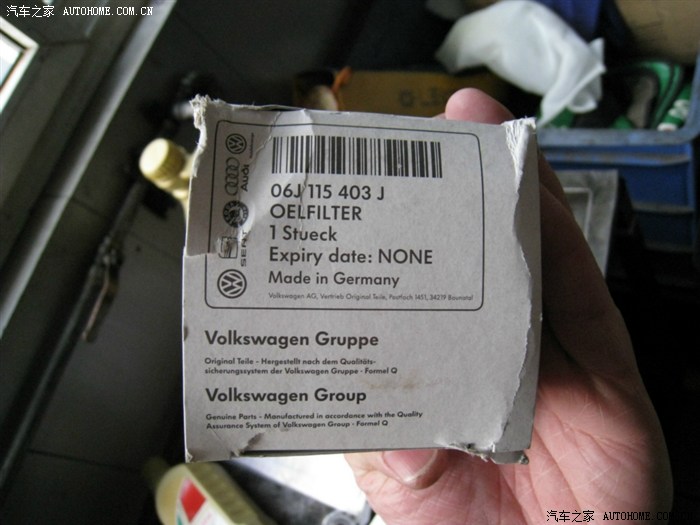 汽车之家 AUTOHOME.COM.CN
Audi
SEAT
06J 115 403 J
OELFILTER
1 Stueck
Expiry date: NONE
Made in Germany
Volkswagen AG, Vertrieb Original Teile, Postfach 1451, 34219 Baunatal
Volkswagen Gruppe
Original Teile - Hergestellt nach dem Qualitäts-
sicherungssystem der Volkswagen Gruppe - Formel Q
Volkswagen Group
Genuine Parts - Manufactured in accordance with the Quality
Assurance System of Volkswagen Group - Formel Q
汽车之家 AUTOHOME.COM.CN